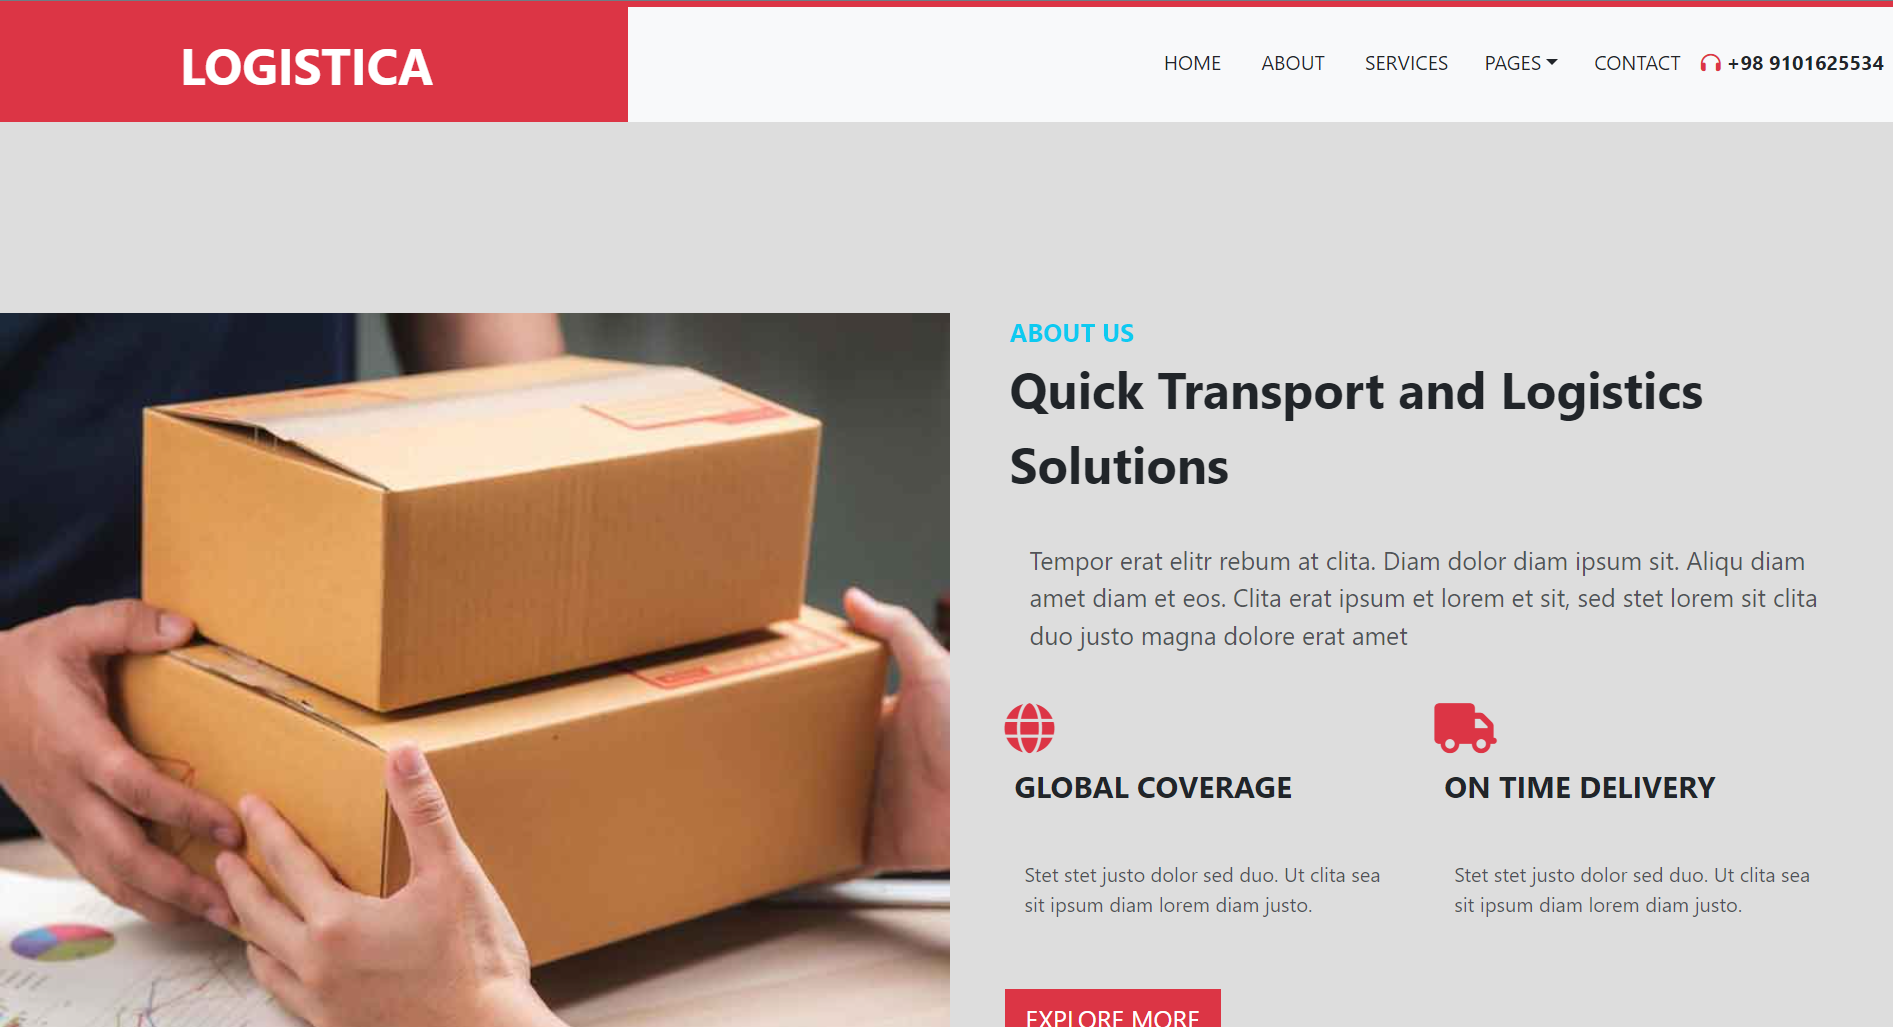 LOGISTICA
HOME ABOUT SERVICES PAGES CONTACT +98 9101625534
ABOUT US
Quick Transport and Logistics
Solutions
Tempor erat elitr rebum at clita. Diam dolor diam ipsum sit. Aliqu diam
amet diam et eos. Clita erat ipsum et lorem et sit, sed stet lorem sit clita
duo justo magna dolore erat amet
GLOBAL COVERAGE
Stet stet justo dolor sed duo. Ut clita sea
sit ipsum diam lorem diam justo.
ON TIME DELIVERY
Stet stet justo dolor sed duo. Ut clita sea
sit ipsum diam lorem diam justo.
EXPLORE MORE